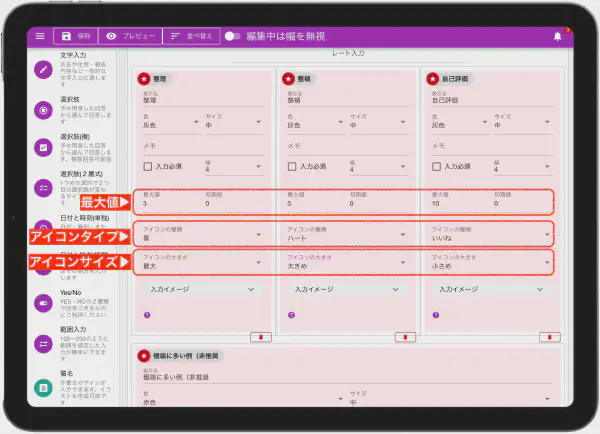 保存
プレビュー
並べ替え
編集中は幅を無視
文字入力
氏名や住所・報告
内容など一般的な
文字入力に適しま
す
選択肢
予め用意した回答
から選んで回答しま
す
選択肢(複)
予め用意した回答
から選んで回答しま
す。複数回答可能版
選択肢(２層式)
1つめの選択で2つ
目の選択肢が変わ
るタイ
日付と時刻(単独)
します
Yes/No
YES・NOの２種類
で回答できるもの
にご利用ください
範囲入力
100〜200のように
範囲を指定した入
力が簡単にできま
す
署名
手書きのサインが
入力できます。イラ
ストも作成可能で
す
レート入力
整理
表示名
整理
色
灰色
サイズ
中
メモ
入力必須
幅
4
最大値
3
初期値
0
アイコンの種類
星
アイコンの大きさ
最大
入力イメージ
整頓
表示名
整頓
色
灰色
サイズ
中
メモ
入力必須
幅
4
最大値
5
初期値
0
アイコンの種類
ハート
アイコンの大きさ
大きめ
入力イメージ
自己評価
表示名
自己評価
色
灰色
サイズ
中
メモ
入力必須
幅
4
最大値
10
初期値
0
アイコンの種類
いいね
アイコンの大きさ
小さめ
入力イメージ
最大値▶
アイコンタイプ▶
アイコンサイズ▶
極端に多い例（非推奨
表示名
極端に多い例（非推奨
色
赤色
サイズ
中